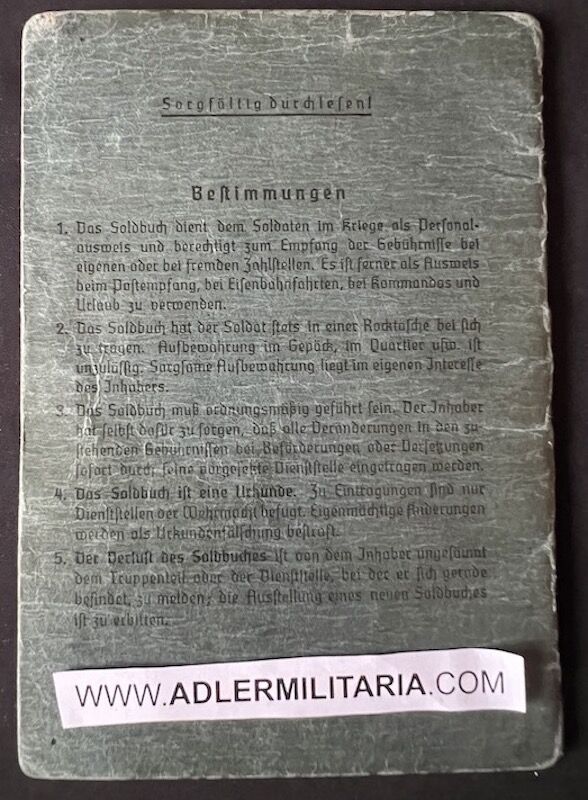 Sorgfältig durchlesen!
Bestimmungen
1. Das Soldbuch dient dem Soldaten im Kriege als Personal-
ausweis und berechtigt zum Empfang der Gebührnisse bei
eigenen oder bei fremden Zahlstellen. Es ist ferner als Ausweis
beim Postempfang, bei Eisenbahnfahrten, bei Kommandos und
Urlaub zu verwenden.
2. Das Soldbuch hat der Soldat stets in einer Rocktasche bei sich
zu tragen. Aufbewahrung im Gepäck, im Quartier usw. ist
unzulässig. Sorgsame Aufbewahrung liegt im eigenen Interesse
des Inhabers.
3. Das Soldbuch muß ordnungsmäßig geführt sein. Der Inhaber
hat selbst dafür zu sorgen, daß alle Veränderungen in den zu-
stehenden Gebührnissen bei Beförderungen oder Versetzungen
sofort durch seine vorgesetzte Dienststelle eingetragen werden.
4. Das Soldbuch ist eine Urkunde. Zu Eintragungen sind nur
Dienststellen der Wehrmacht befugt. Eigenmächtige Änderungen
werden als Urkundenfälschung bestraft.
5. Der Verlust des Soldbuches ist von dem Inhaber ungesäumt
dem Truppenteil oder der Dienststelle, bei der er sich gerade
befindet, zu melden; die Ausstellung eines neuen Soldbuches
ist zu erbitten.
WWW.ADLERMILITARIA.COM